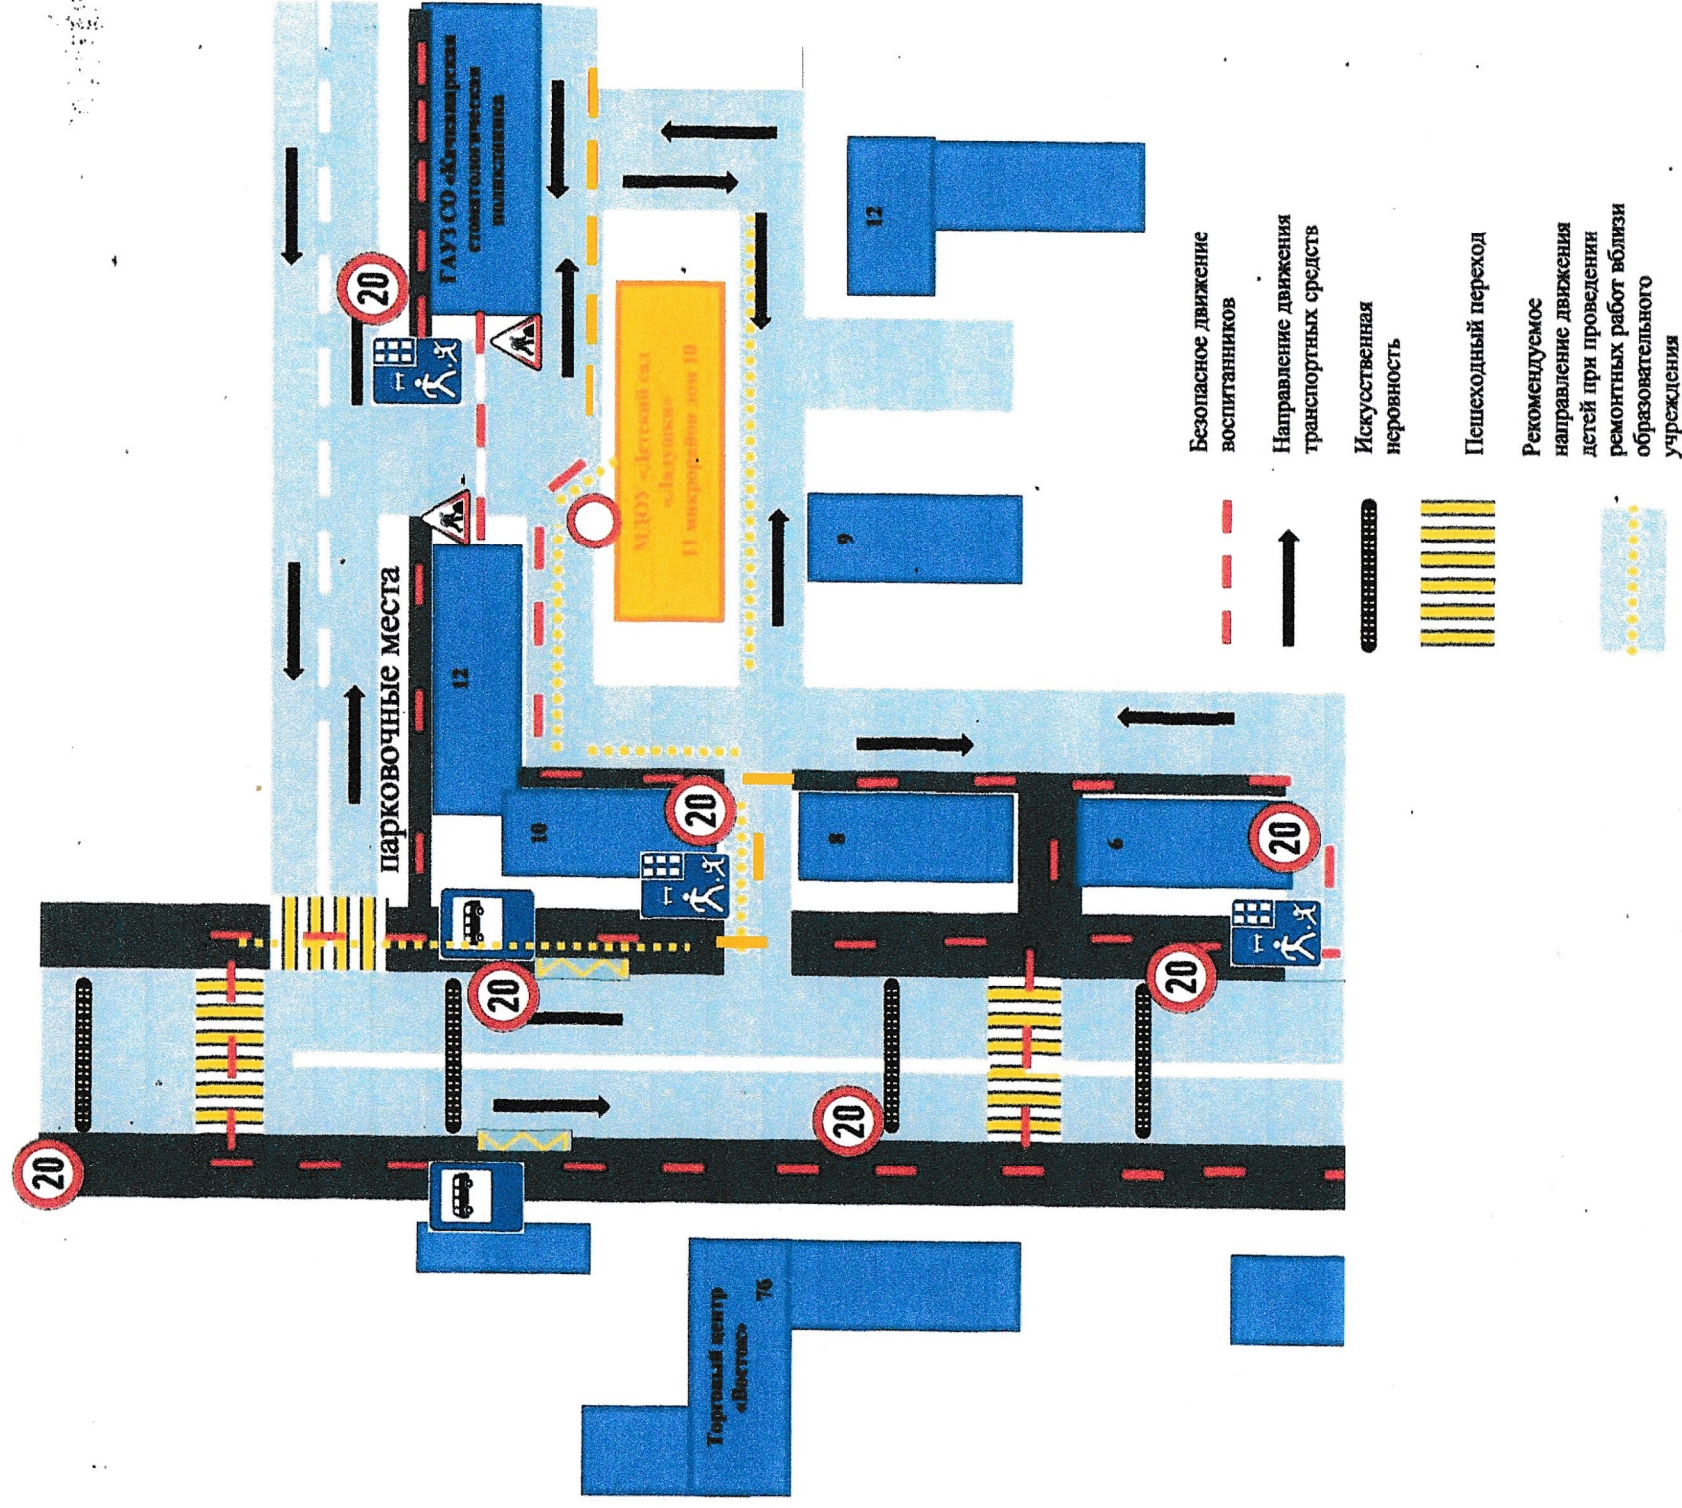 ГАУЗ СО «Качканарская
стоматологическая
поликлиника
20
парковочные места
12
МДОУ «Детский сад
«Ладушки»
11 микрорайон дом 10
12
9
10
20
8
6
20
20
20
20
20
Торговый центр
«Восток»
76
Безопасное движение
воспитанников
Направление движения
транспортных средств
Искусственная
неровность
Пешеходный переход
Рекомендуемое
направление движения
детей при проведении
ремонтных работ вблизи
образовательного
учреждения